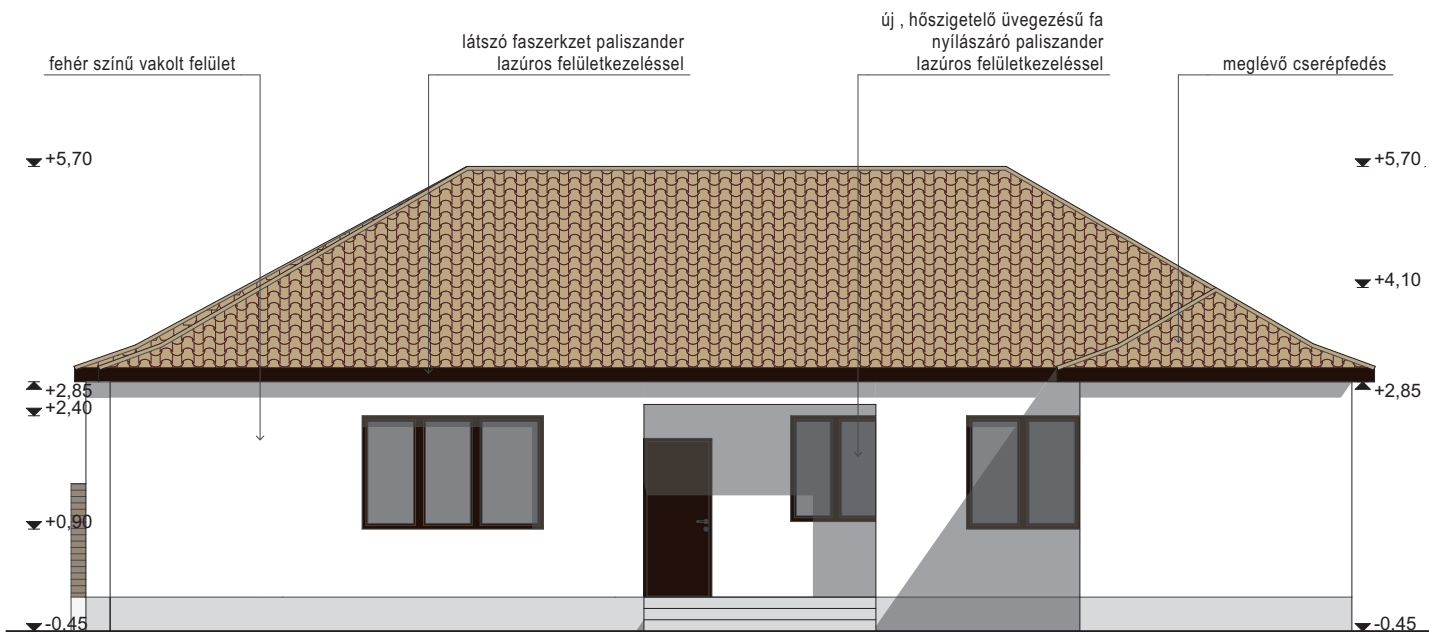 új , hőszigetelő üvegezésű fa
nyílászáró paliszander
lazúros felületkezeléssel
látszó faszerkzet paliszander
lazúros felületkezeléssel
fehér színű vakolt felület
meglévő cserépfedés
+5,70
+5,70
+4,10
+2,85
+2,85
+2,40
+0,90
-0,45
-0,45